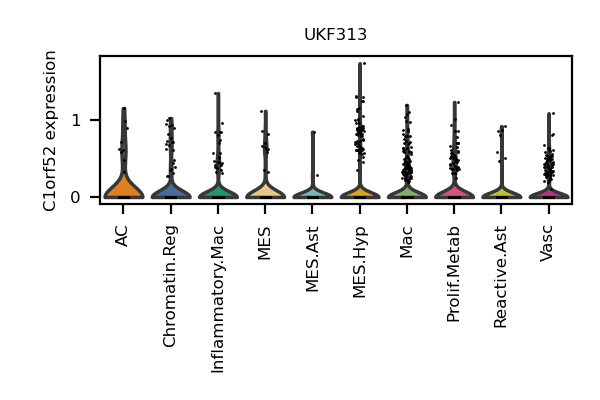 UKF313
C1orf52 expression
1
0
AC
Chromatin.Reg
Inflammatory.Mac
MES
MES.Ast
MES.Hyp
Mac
Prolif.Metab
Reactive.Ast
Vasc